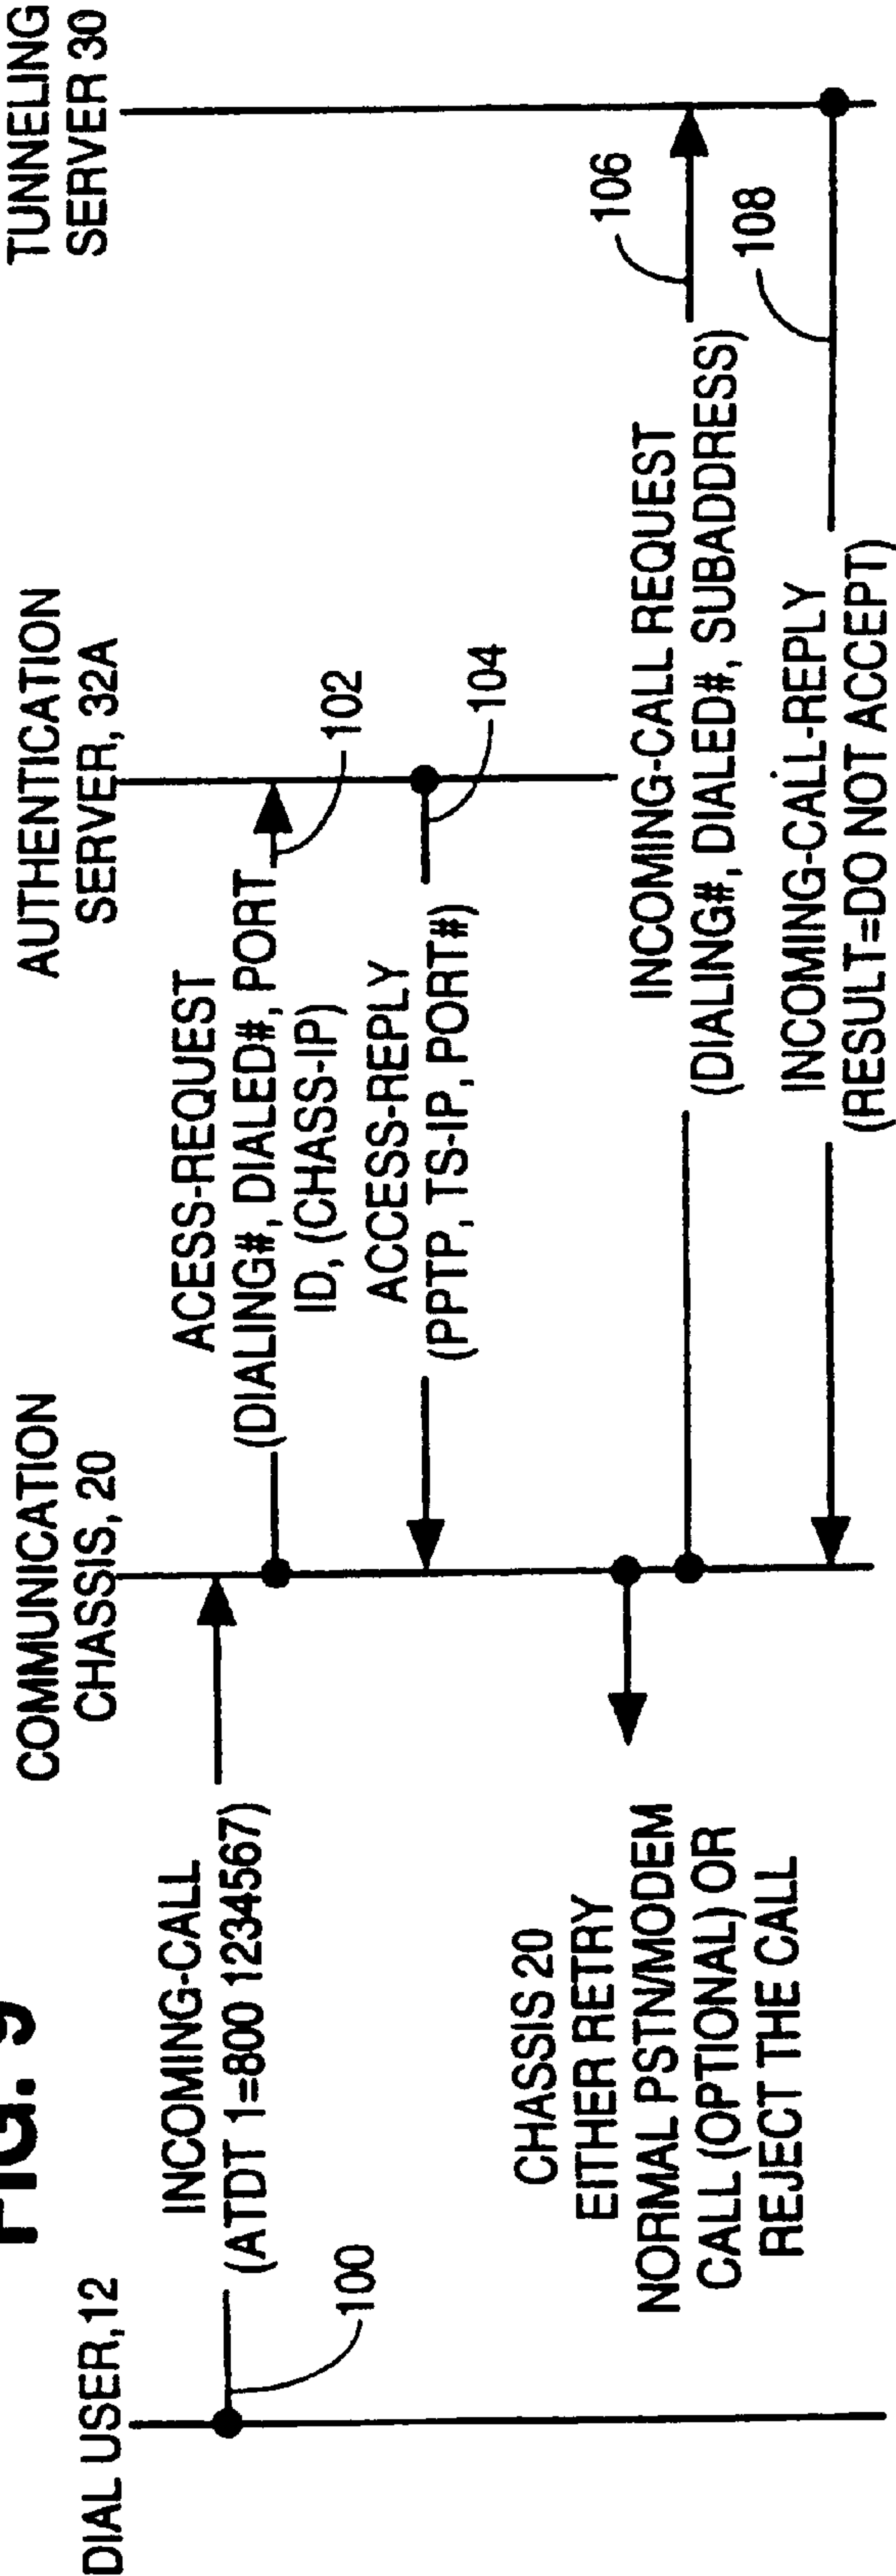 FIG. 9
DIAL USER,12
COMMUNICATION
CHASSIS, 20
AUTHENTICATION
SERVER, 32A
TUNELING
SERVER 30
INCOMING-CALL
(ATDT 1=800 1234567)
100
ACESS-REQUEST
(DIALING#, DIALED#, PORT
ID, (CHASS-IP)
102
ACCESS-REPLY
(PPTP, TS-IP, PORT#)
104
CHASSIS 20
EITHER RETRY
NORMAL PSTN/MODEM
CALL (OPTIONAL) OR
REJECT THE CALL
INCOMING-CALL REQUEST
(DIALING#, DIALED#, SUBADDRESS)
106
INCOMING-CALL-REPLY
(RESULT=DO NOT ACCEPT)
108